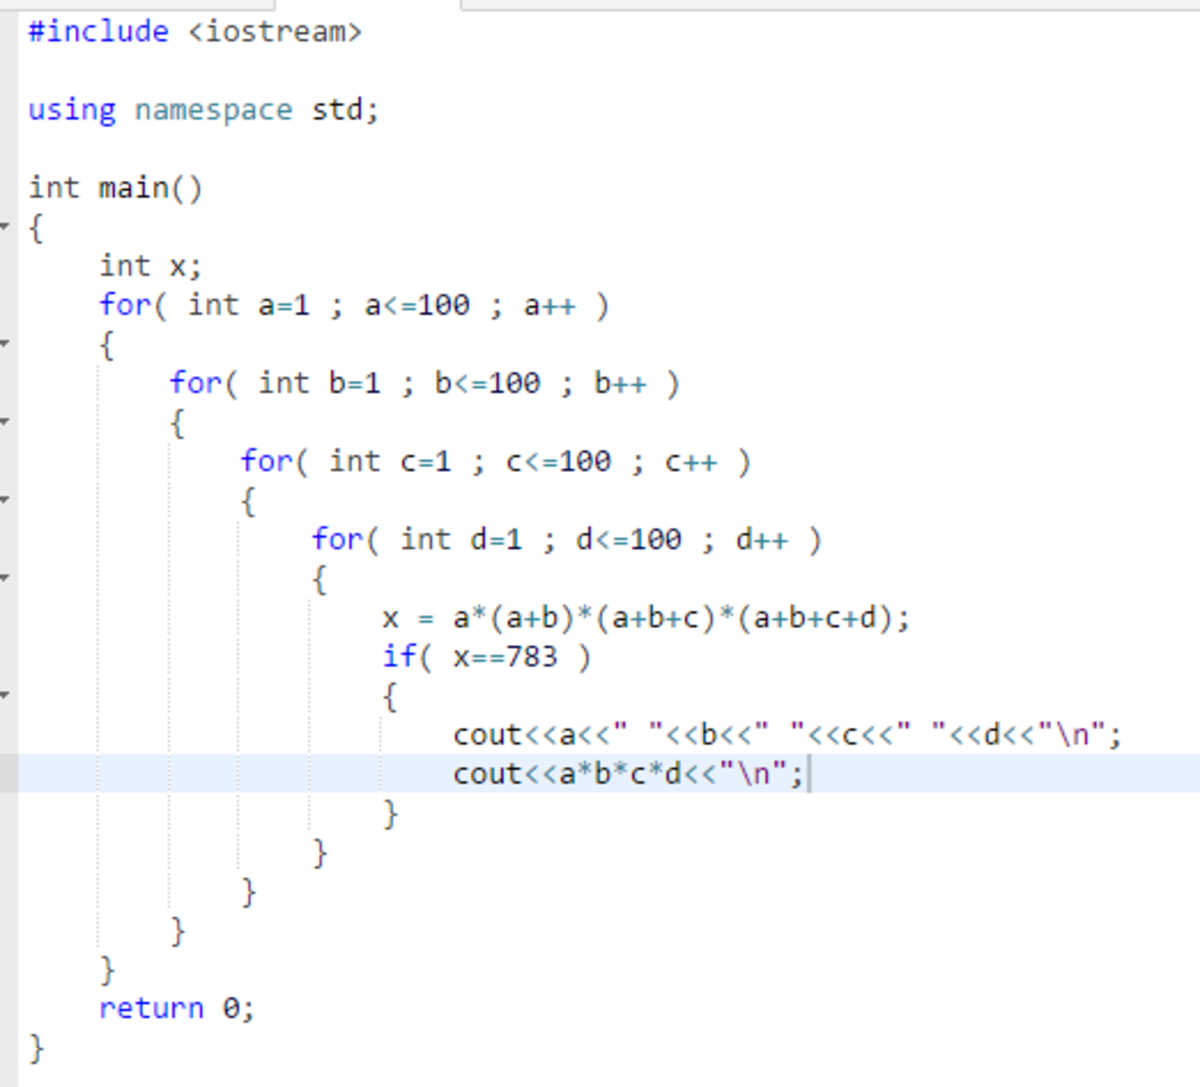 #include <iostream>
using namespace std;
int main()
{
int x;
for( int a=1 ; a<=100 ; a++ )
{
for( int b=1 ; b<=100 ; b++ )
{
for( int c=1 ; c<=100 ; c++ )
{
for( int d=1 ; d<=100 ; d++ )
{
x = a*(a+b)*(a+b+c)*(a+b+c+d);
if( x==783 )
{
cout<<a<<" "<<b<<" "<<c<<" "<<d<<"\n";
cout<<a*b*c*d<<"\n";
}
}
}
}
}
return 0;
}